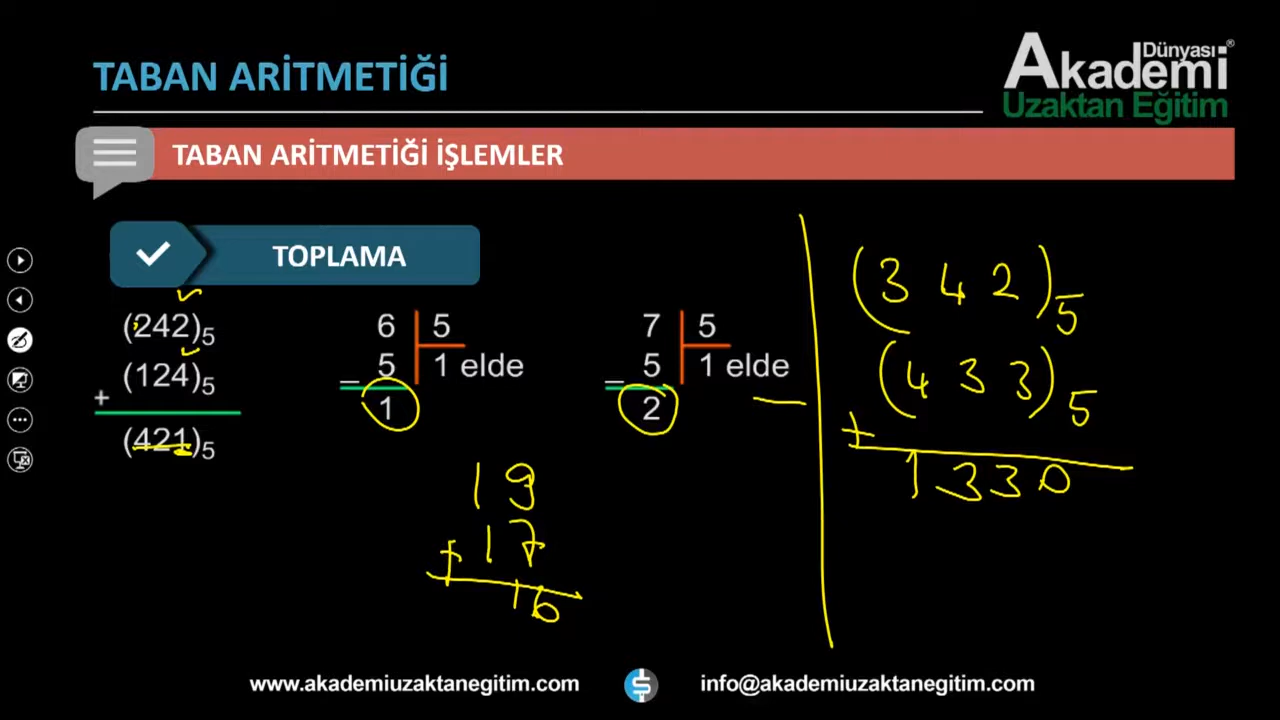 TABAN ARİTMETİĞİ
Akademi Dünyası®
Uzaktan Eğitim
TABAN ARİTMETİĞİ İŞLEMLER
TOPLAMA
(242)5
(124)5
+
(421)5
6 5
5 1 elde
−
1
7 5
5 1 elde
−
2
19
+ 17
16
(3 4 2)5
(4 3 3)5
+
1330
www.akademiuzaktanegitim.com
info@akademiuzaktanegitim.com